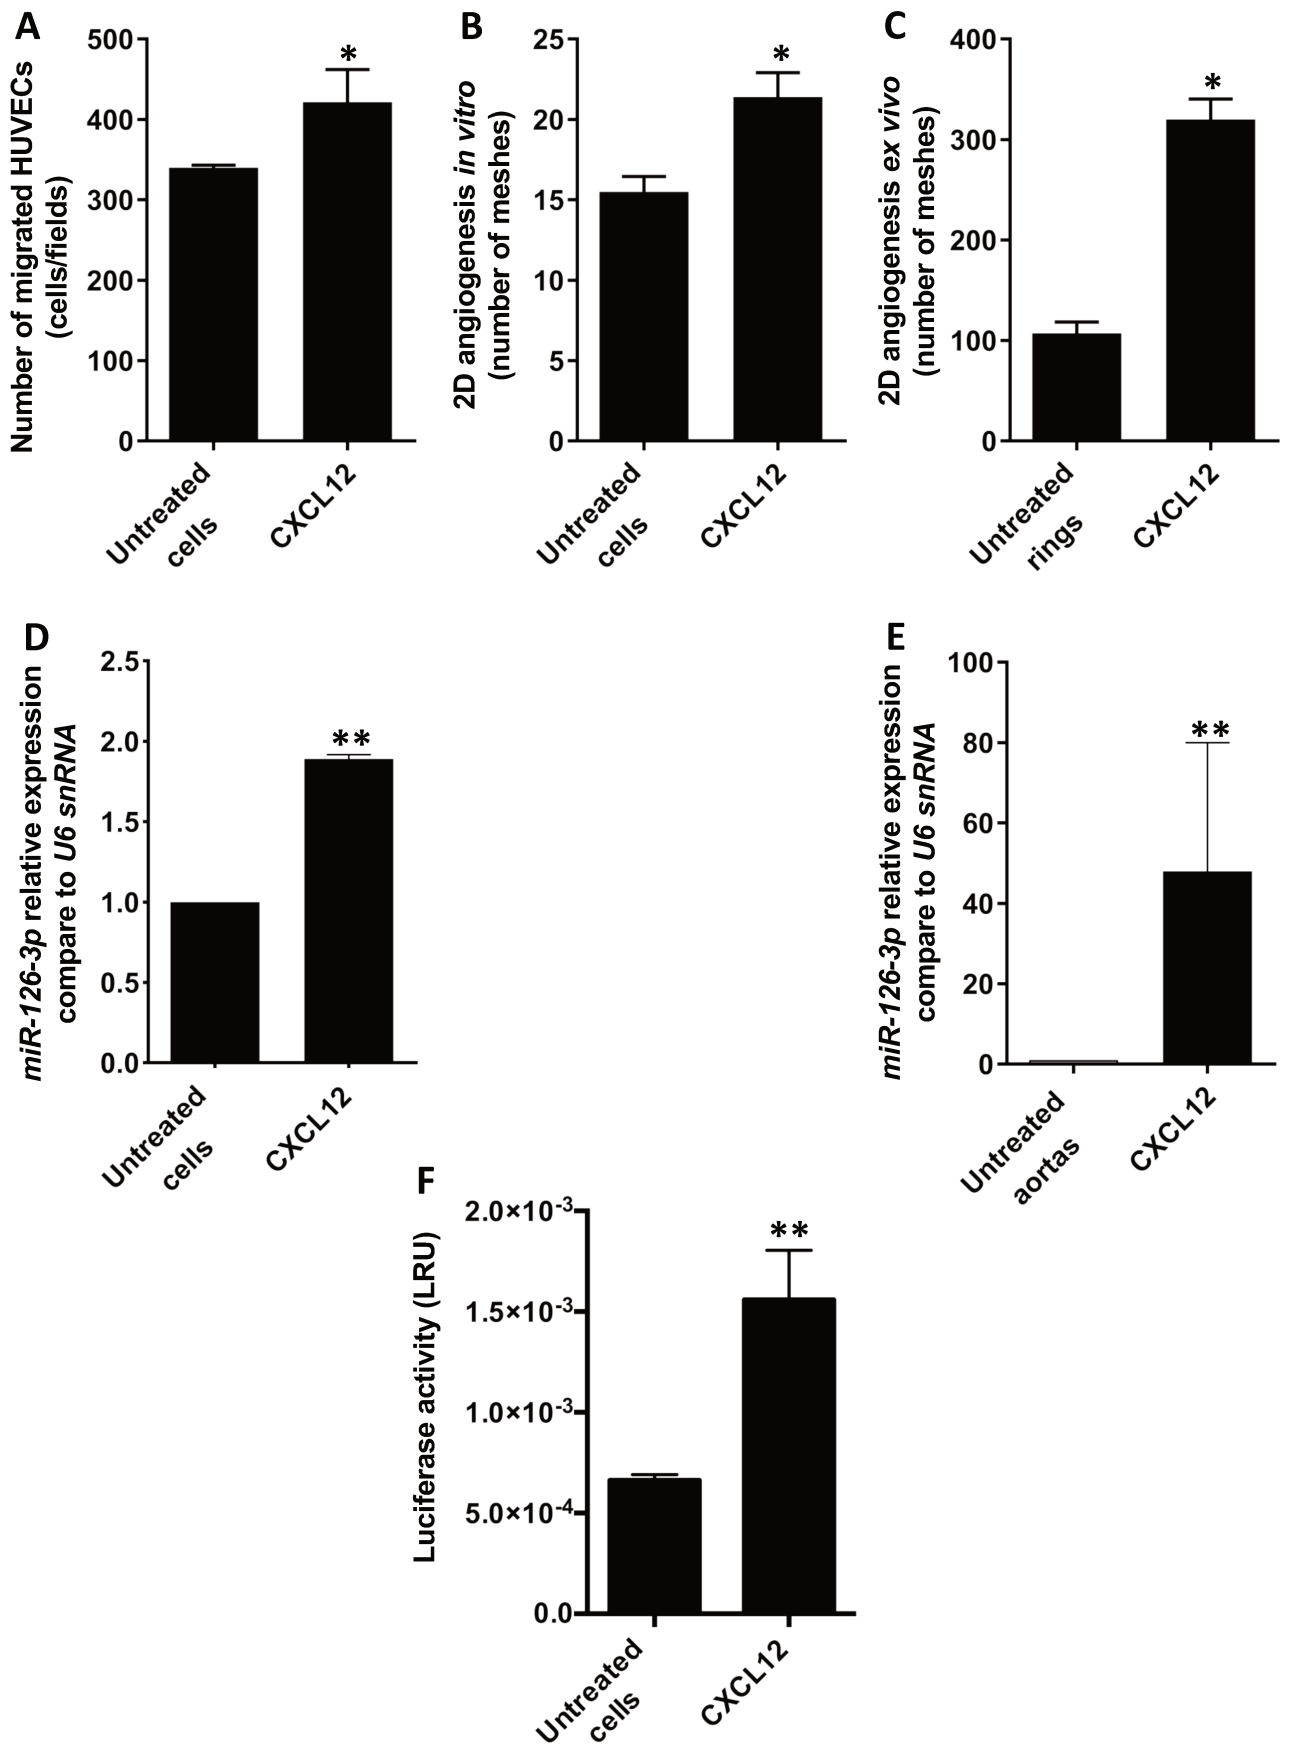 A
Number of migrated HUVECs
(cells/fields)
500
400
300
200
100
0
*
Untreated
cells
CXCL12
B
2D angiogenesis in vitro
(number of meshes)
25
20
15
10
5
0
*
Untreated
cells
CXCL12
C
2D angiogenesis ex vivo
(number of meshes)
400
300
200
100
0
*
Untreated
rings
CXCL12
D
miR-126-3p relative expression
compare to U6 snRNA
2.5
2.0
1.5
1.0
0.5
0.0
**
Untreated
cells
CXCL12
E
miR-126-3p relative expression
compare to U6 snRNA
100
80
60
40
20
0
**
Untreated
aortas
CXCL12
F
Luciferase activity (LRU)
2.0×10-3
1.5×10-3
1.0×10-3
5.0×10-4
0.0
**
Untreated
cells
CXCL12